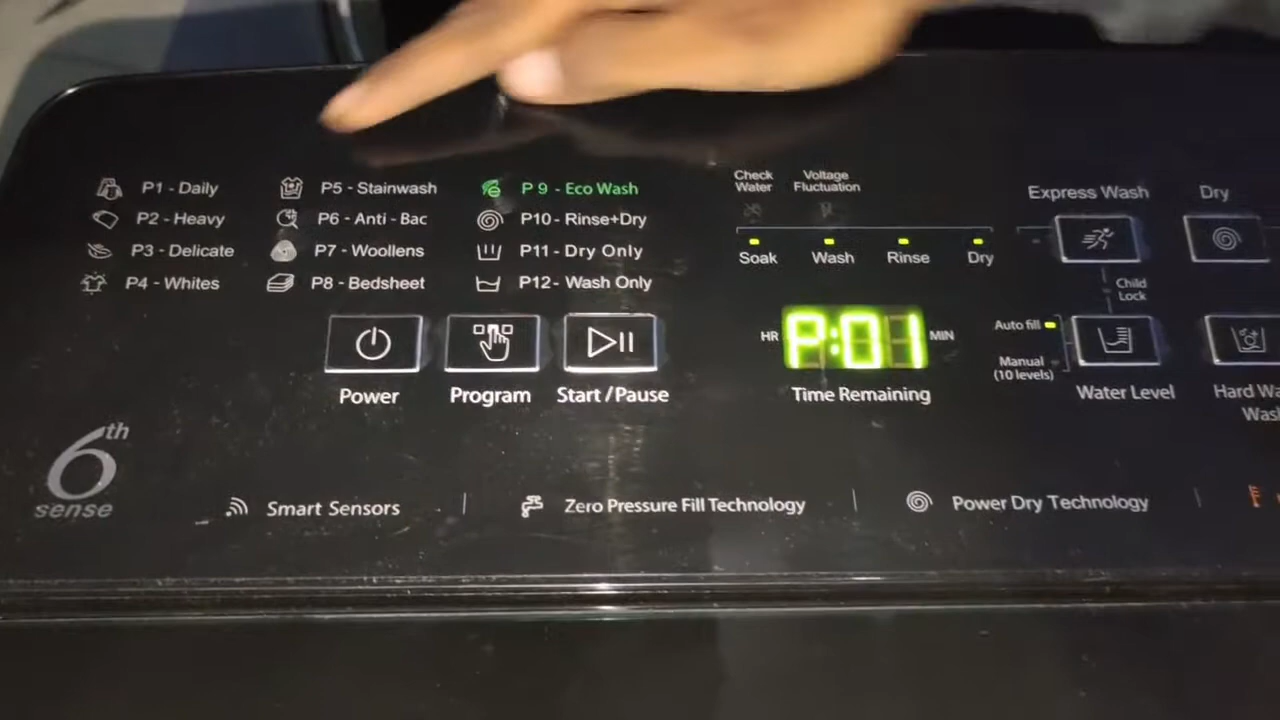 P1 - Daily
P2 - Heavy
P3 - Delicate
P4 - Whites
P5 - Stainwash
P6 - Anti - Bac
P7 - Woollens
P8 - Bedsheet
P 9 - Eco Wash
P10 - Rinse+Dry
P11 - Dry Only
P12 - Wash Only
Check
Water
Voltage
Fluctuation
Soak Wash Rinse Dry
Express Wash Dry
Child
Lock
Power Program Start / Pause
HR P:01 MIN
Time Remaining
Auto fill
Manual
(10 levels)
Water Level
Hard
6th
sense
Smart Sensors | Zero Pressure Fill Technology | Power Dry Technology |